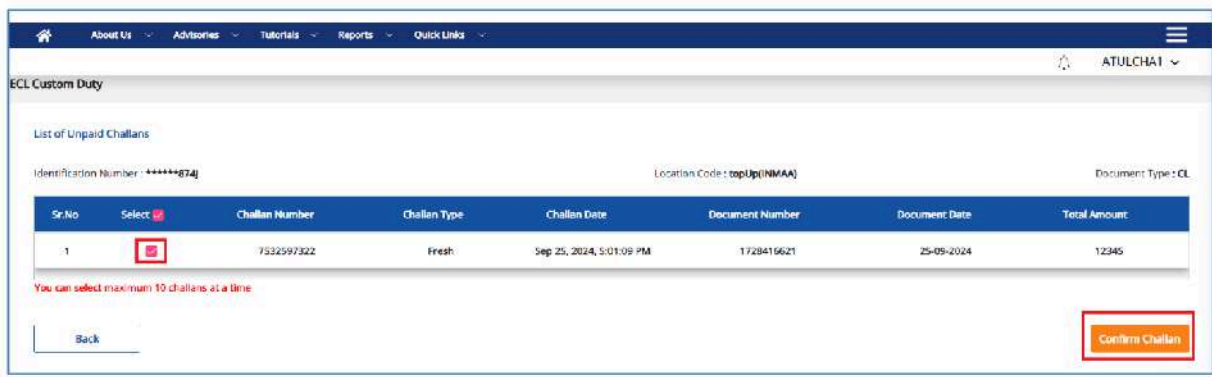 About Us Advisories Tutorials Reports Quick Links
ATULCHA1
ECL Custom Duty
List of Unpaid Challans
Identification Number : ******874J Location Code : topUp(INMAA) Document Type : CL
Sr.No Select Challan Number Challan Type Challan Date Document Number Document Date Total Amount
1 7532597322 Fresh Sep 25, 2024, 5:01:09 PM 1728416621 25-09-2024 12345
You can select maximum 10 challans at a time
Back Confirm Challan